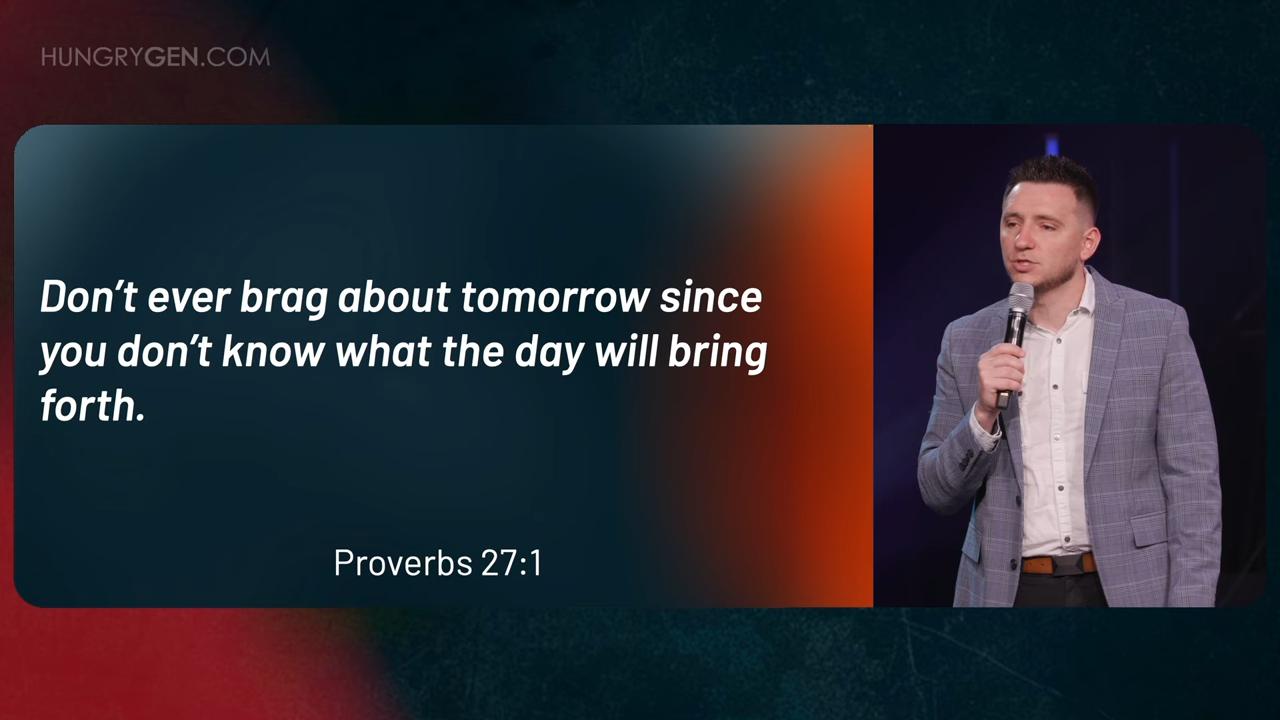 HUNGRYGEN.COM
Don’t ever brag about tomorrow since
you don’t know what the day will bring
forth.
Proverbs 27:1